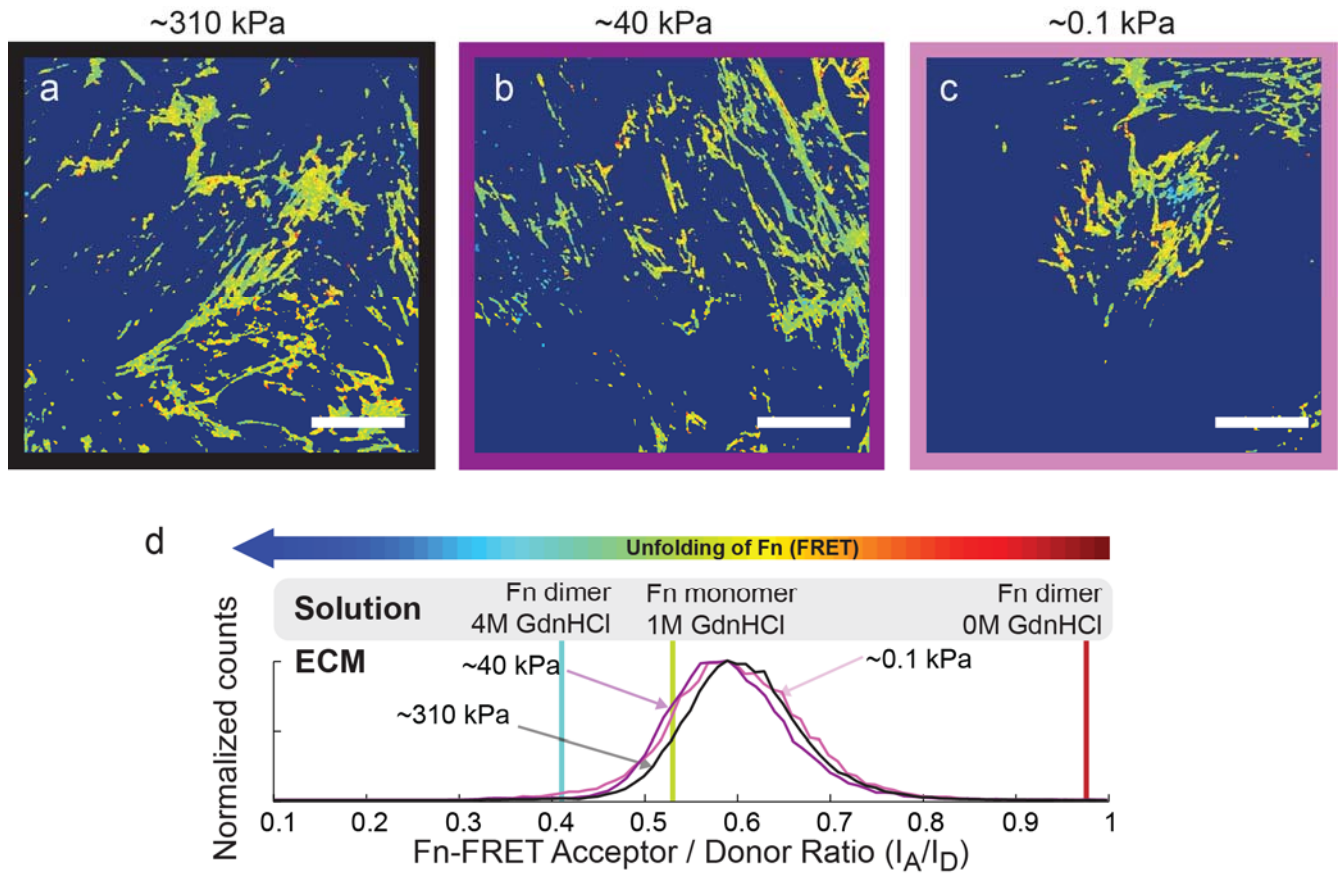 ~310 kPa
~40 kPa
~0.1 kPa
a
b
c
d
Unfolding of Fn (FRET)
Solution
Fn dimer
4M GdnHCl
Fn monomer
1M GdnHCl
Fn dimer
0M GdnHCl
ECM
~40 kPa
~0.1 kPa
~310 kPa
Normalized counts
0.1 0.2 0.3 0.4 0.5 0.6 0.7 0.8 0.9 1
Fn-FRET Acceptor / Donor Ratio (I_A/I_D)